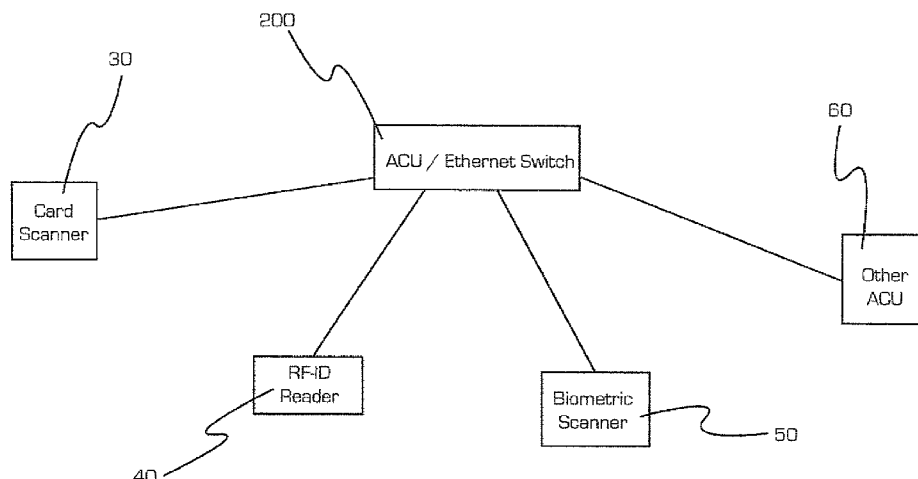 200
30
60
ACU / Ethernet Switch
Card
Scanner
Other
ACU
RF-ID
Reader
Biometric
Scanner
50
40